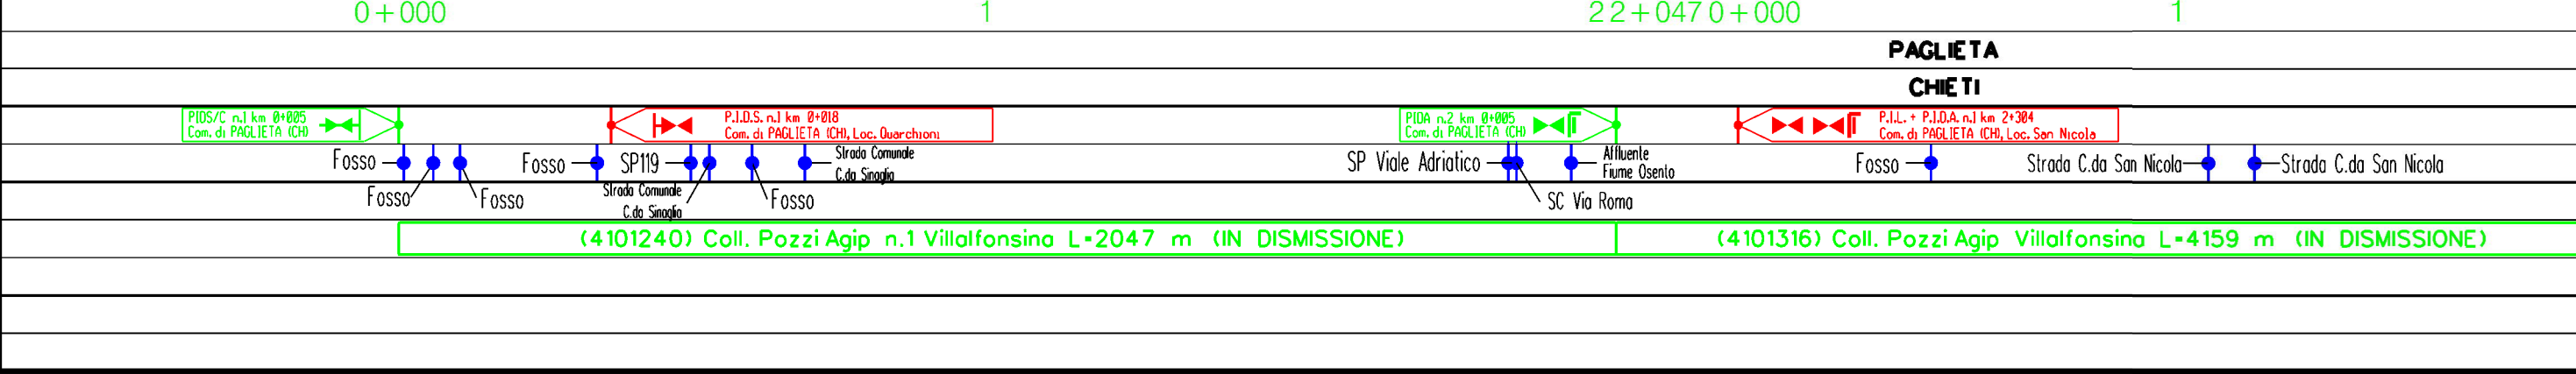 0+000 1 2 2+047 0+000 1
PAGLIETA
CHIETI
PIDS/C n.1 km 0+005
Com. di PAGLIETA (CH)
P.I.D.S. n.1 km 0+018
Com. di PAGLIETA (CH), Loc. Quarchioni
PIDA n.2 km 0+005
Com. di PAGLIETA (CH)
P.I.L. + P.I.D.A. n.1 km 2+304
Com. di PAGLIETA (CH), Loc. San Nicola
Fosso
Fosso
Fosso
Fosso
SP119
Strada Comunale
C.da Sinaglia
Fosso
Strada Comunale
C.da Sinaglia
SP Viale Adriatico
SC Via Roma
Affluente
Fiume Osento
Fosso
Strada C.da San Nicola
Strada C.da San Nicola
(4101240) Coll. Pozzi Agip n.1 Villalfonsina L=2047 m (IN DISMISSIONE)
(4101316) Coll. Pozzi Agip Villalfonsina L=4159 m (IN DISMISSIONE)